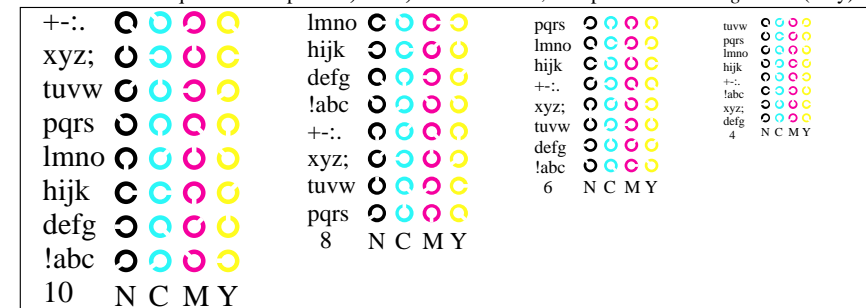 +-:.
xyz;
tuvw
pqrs
lmno
hijk
defg
!abc
10 N C M Y
lmno
hijk
defg
!abc
+-:.
xyz;
tuvw
pqrs
8 N C M Y
pqrs
lmno
hijk
+-:.
xyz;
tuvw
defg
!abc
6 N C M Y
tuvw
pqrs
lmno
hijk
+-:.
!abc
xyz;
defg
4 N C M Y